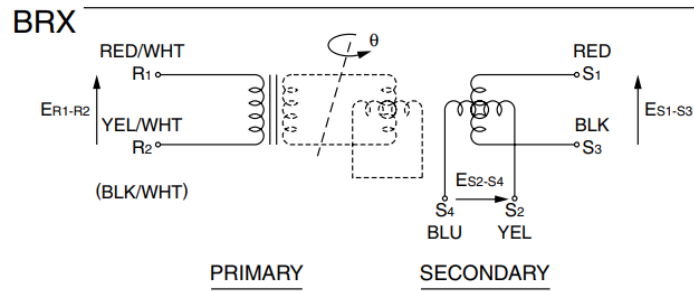 BRX
RED/WHT
R1
ER1-R2
YEL/WHT
R2
(BLK/WHT)
θ
RED
S1
ES1-S3
BLK
S3
ES2-S4
S4 S2
BLU YEL
PRIMARY SECONDARY